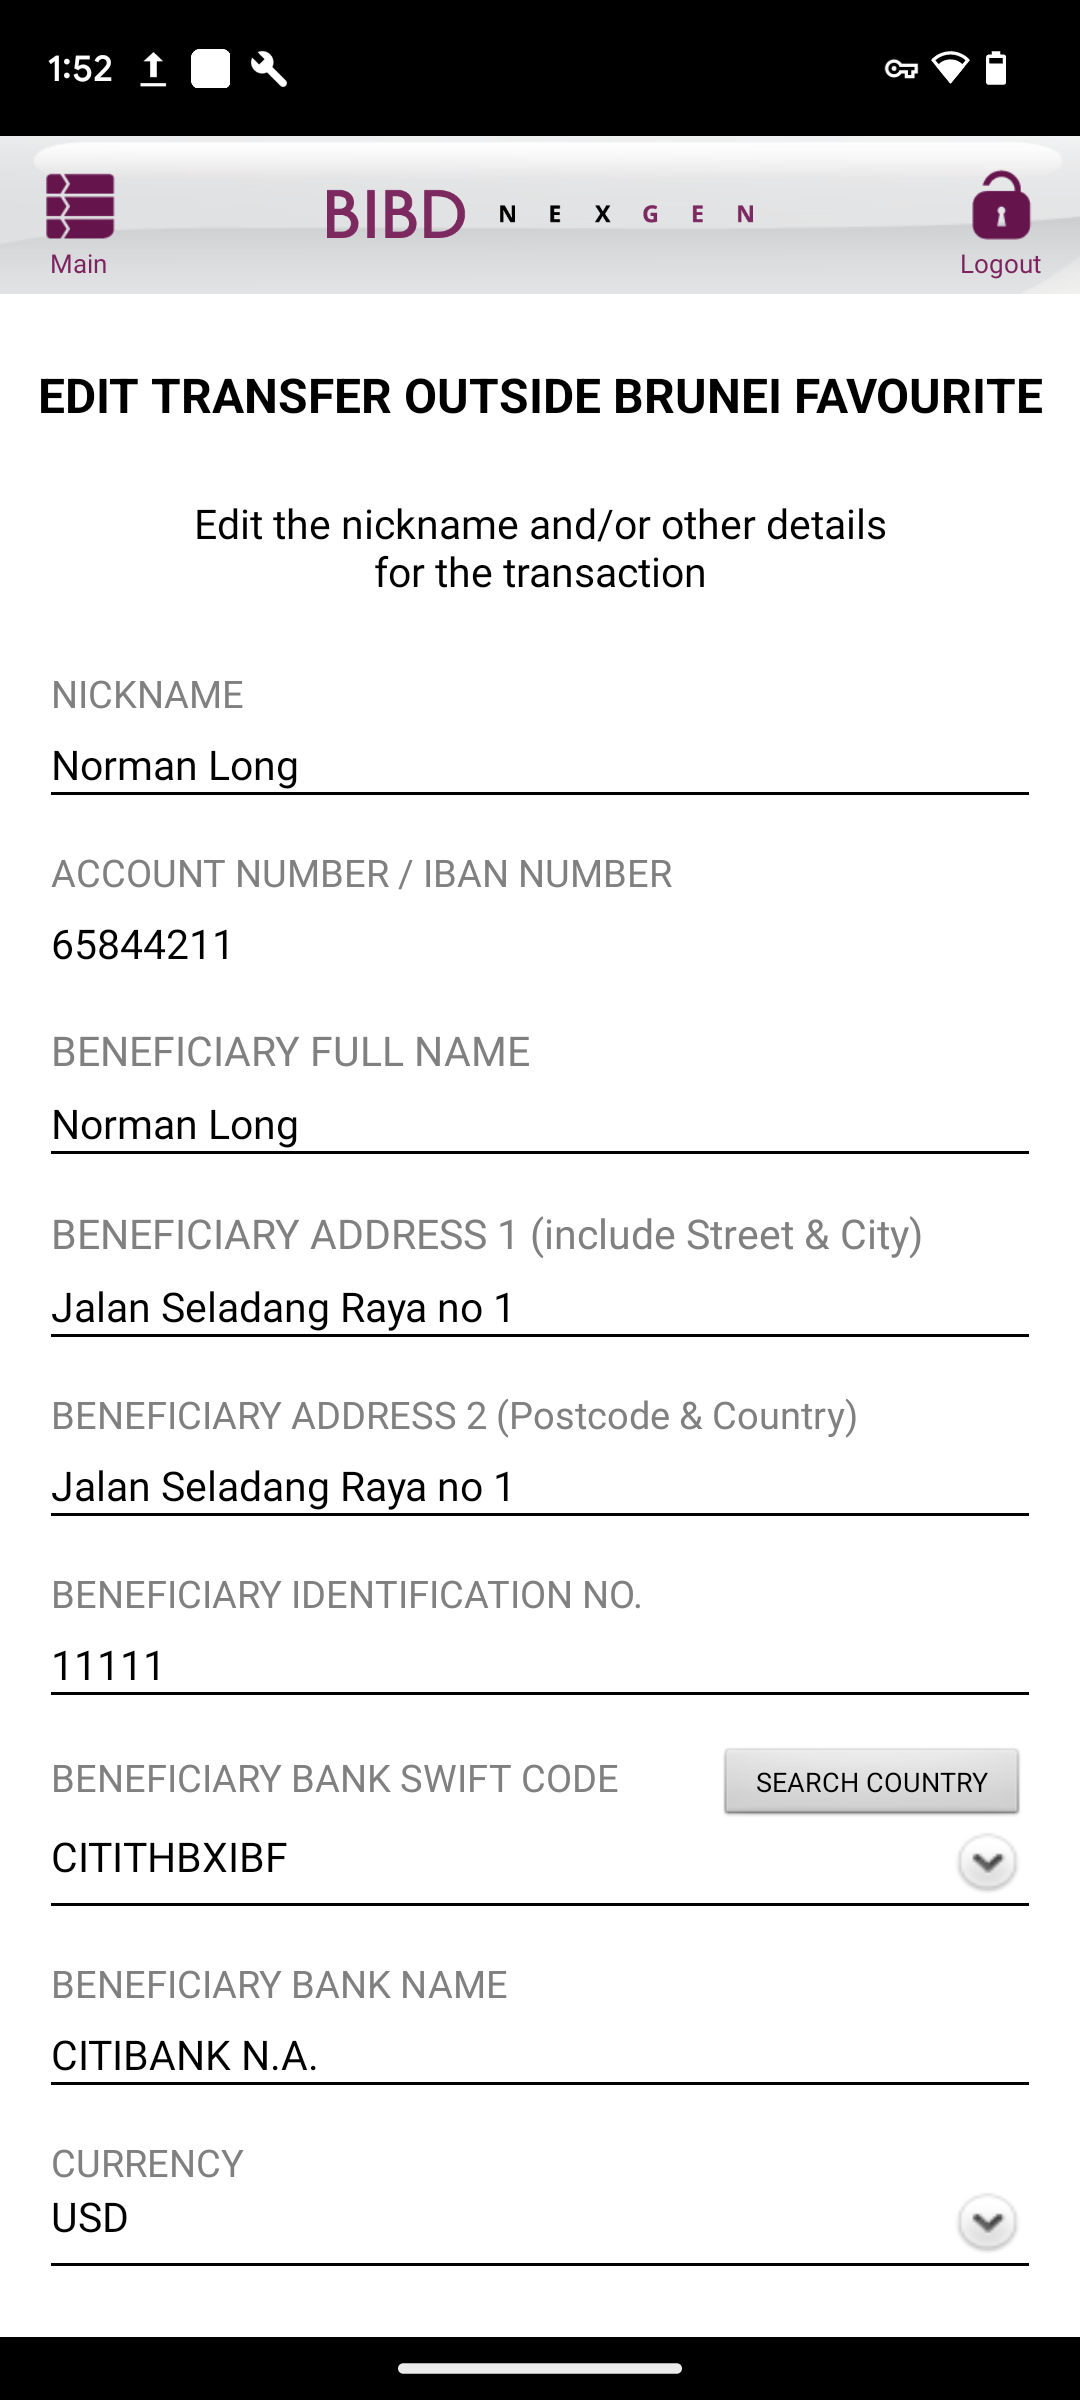 1:52
BIBD NEXGEN
Main
Logout
EDIT TRANSFER OUTSIDE BRUNEI FAVOURITE
Edit the nickname and/or other details
for the transaction
NICKNAME
Norman Long
ACCOUNT NUMBER / IBAN NUMBER
65844211
BENEFICIARY FULL NAME
Norman Long
BENEFICIARY ADDRESS 1 (include Street & City)
Jalan Seladang Raya no 1
BENEFICIARY ADDRESS 2 (Postcode & Country)
Jalan Seladang Raya no 1
BENEFICIARY IDENTIFICATION NO.
11111
BENEFICIARY BANK SWIFT CODE
SEARCH COUNTRY
CITITHBXIBF
BENEFICIARY BANK NAME
CITIBANK N.A.
CURRENCY
USD